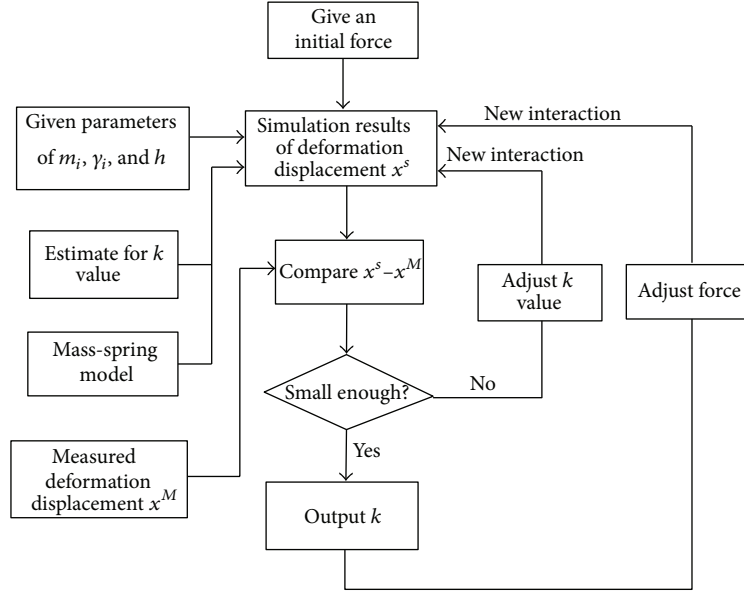 Give an
initial force
Given parameters
of mᵢ, γᵢ, and h
Simulation results
of deformation
displacement xˢ
New interaction
New interaction
Estimate for k
value
Compare xˢ–xᴹ
Adjust k
value
Adjust force
Mass-spring
model
Small enough?
No
Yes
Measured
deformation
displacement xᴹ
Output k